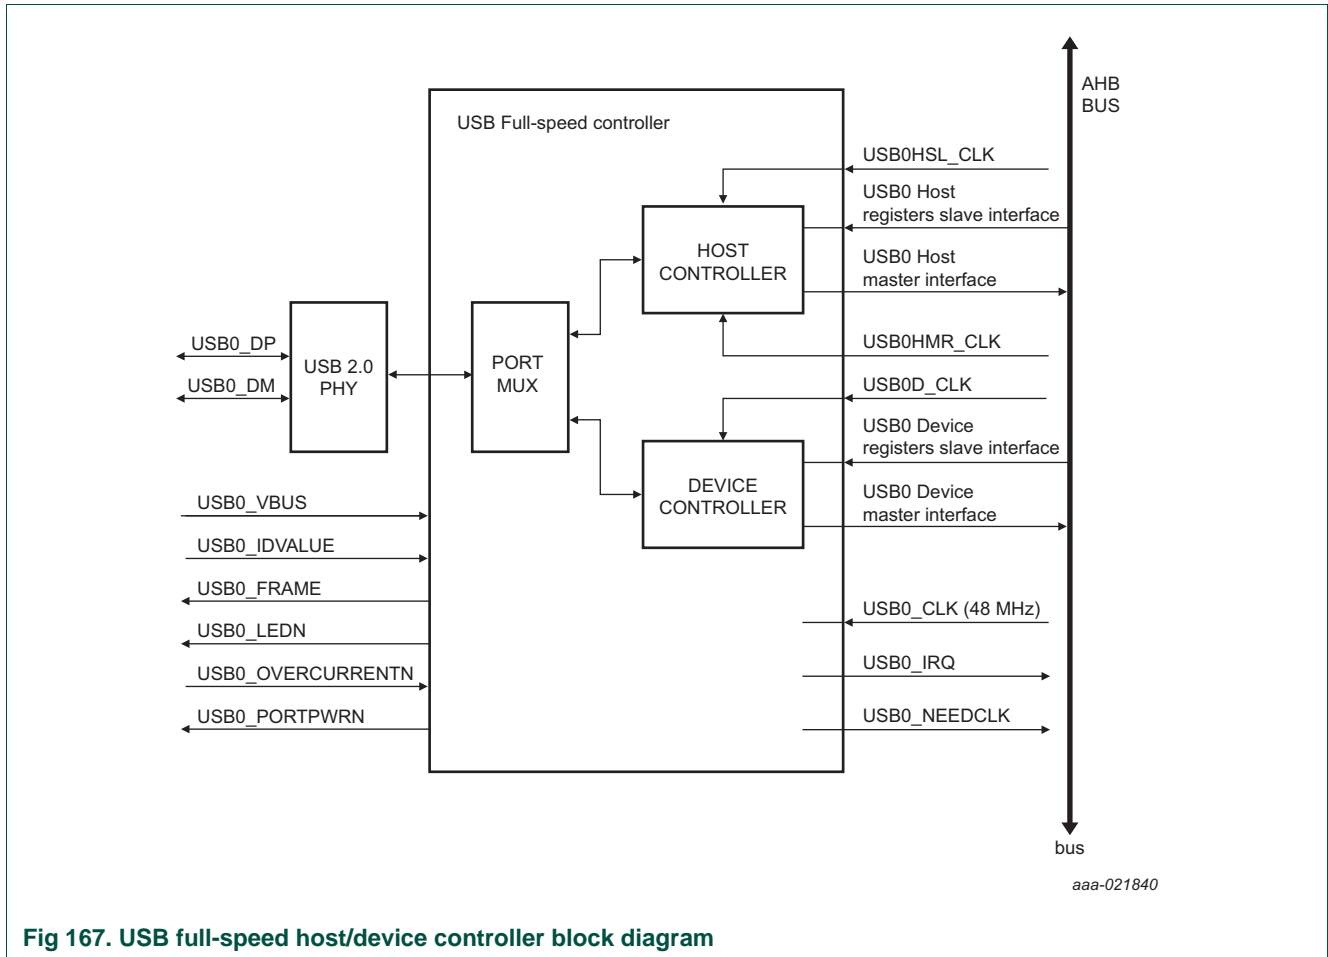 AHB
BUS
USB Full-speed controller
USB0HSL_CLK
USB0 Host
registers slave interface
HOST
CONTROLLER
USB0 Host
master interface
USB0_DP
USB0_DM
USB 2.0
PHY
PORT
MUX
USB0HMR_CLK
USB0D_CLK
USB0 Device
registers slave interface
DEVICE
CONTROLLER
USB0 Device
master interface
USB0_VBUS
USB0_IDVALUE
USB0_FRAME
USB0_LEDN
USB0_OVERCURRENTN
USB0_PORTPWRN
USB0_CLK (48 MHz)
USB0_IRQ
USB0_NEEDCLK
bus
aaa-021840
Fig 167. USB full-speed host/device controller block diagram